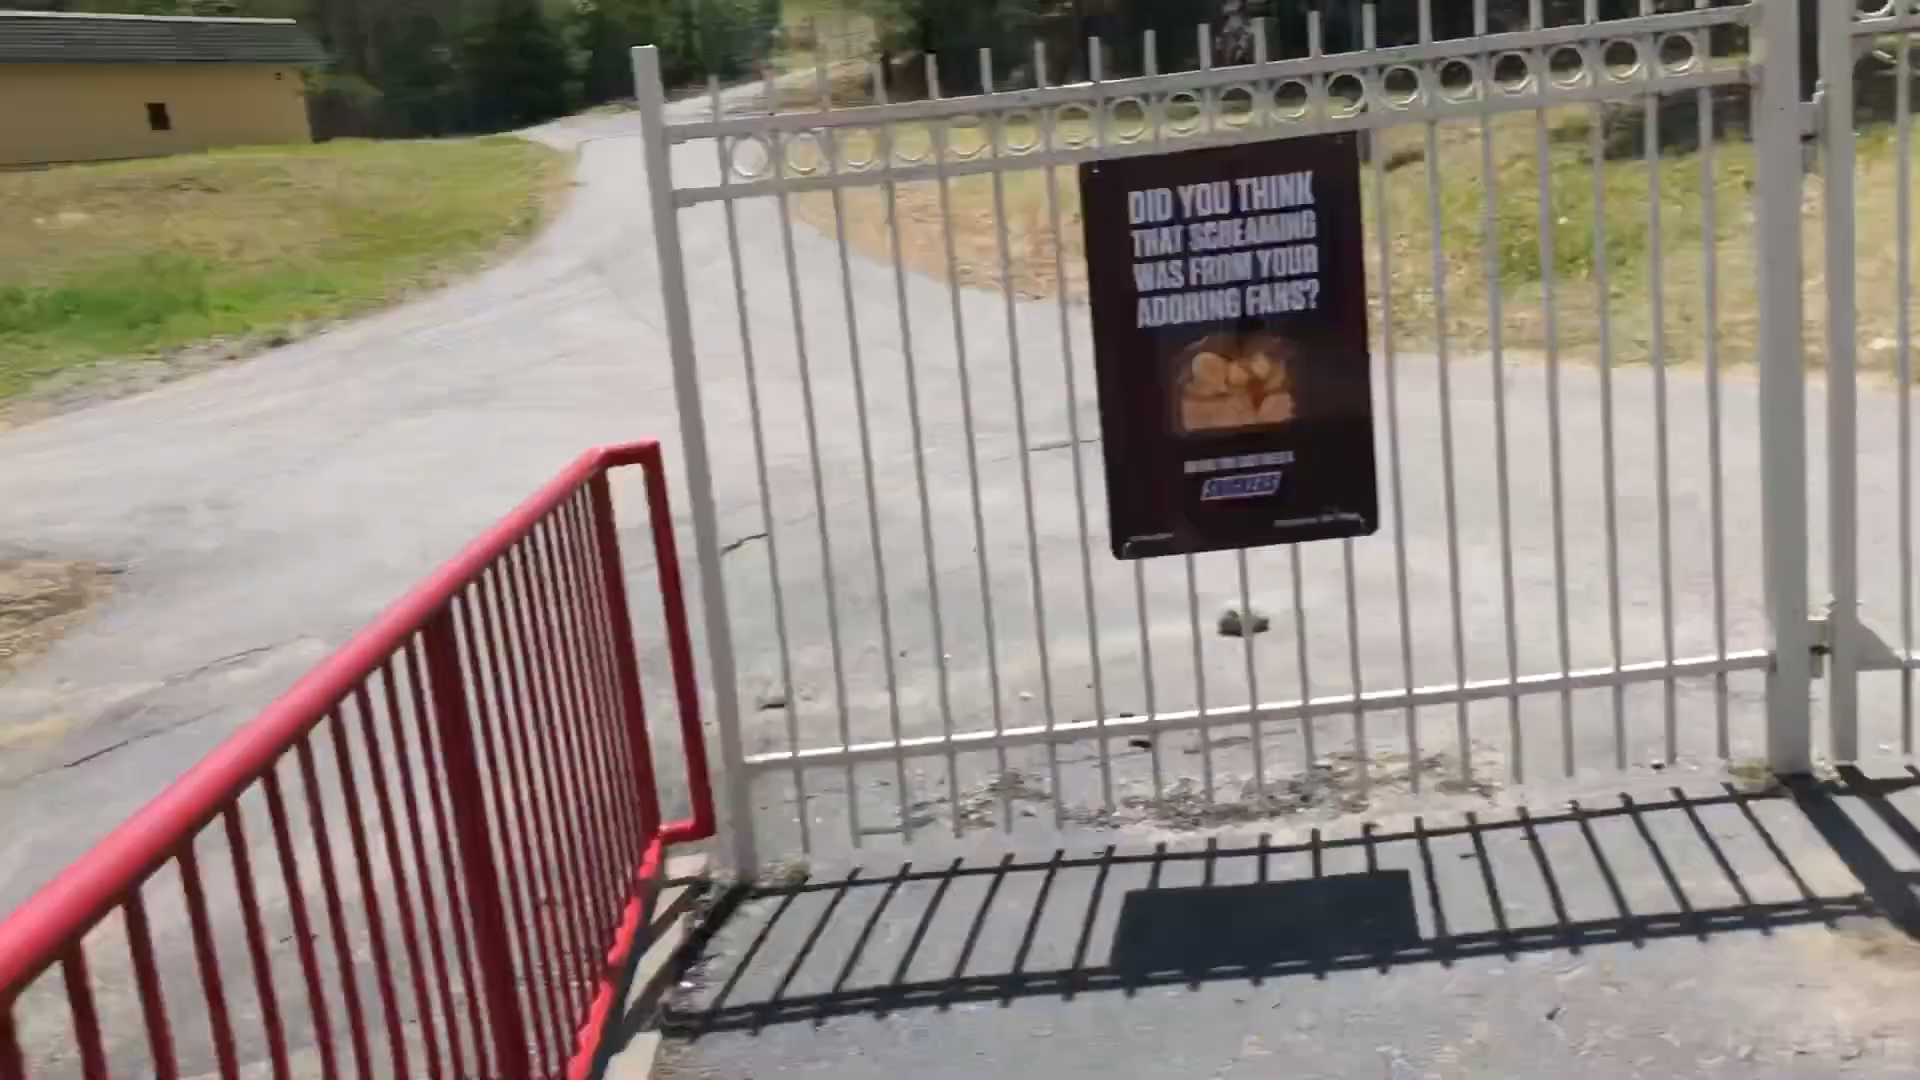 DID YOU THINK
THAT SCREAMING
WAS FROM YOUR
ADORING FANS?
SNICKERS